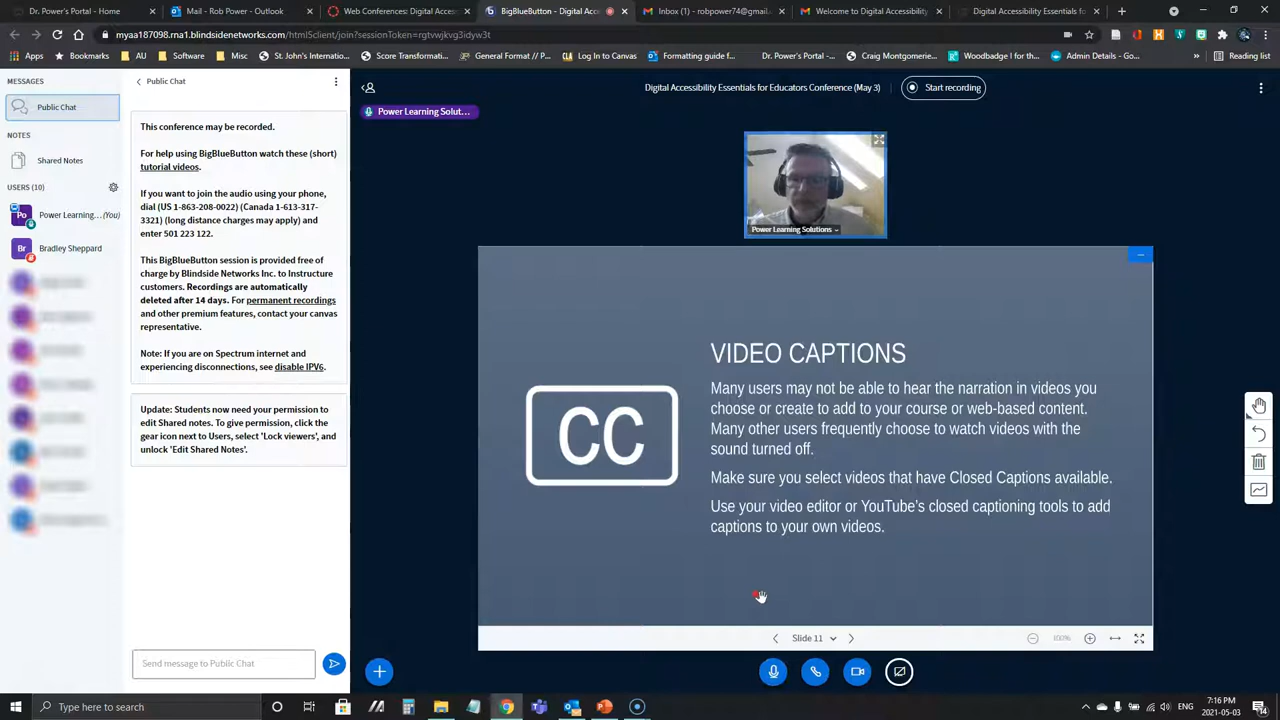 Dr. Power's Portal - Home
Mail - Rob Power - Outlook
Web Conferences: Digital Acces
BigBlueButton - Digital Acce
Inbox (1) - robpower74@gmail.
Welcome to Digital Accessibility
Digital Accessibility Essentials fo
myaa187098.rna1.blindsidenetworks.com/html5client/join?sessionToken=rgtvwjkvg3idyw3t
Apps
Bookmarks
AU
Software
Misc
St. John's Internatio...
Score Transformatio...
General Format // P...
Log In to Canvas
Formatting guide f...
Dr. Power's Portal -...
Craig Montgomerie...
Woodbadge I for th...
Admin Details - Go...
Reading list
MESSAGES
Public Chat
NOTES
Shared Notes
USERS (10)
Po
Power Learning,... (You)
Br
Bradley Sheppard
Public Chat
This conference may be recorded.
For help using BigBlueButton watch these (short)
tutorial videos.
If you want to join the audio using your phone,
dial (US 1-863-208-0022) (Canada 1-613-317-
3321) (long distance charges may apply) and
enter 501 223 122.
This BigBlueButton session is provided free of
charge by Blindside Networks Inc. to Instructure
customers. Recordings are automatically
deleted after 14 days. For permanent recordings
and other premium features, contact your canvas
representative.
Note: If you are on Spectrum internet and
experiencing disconnections, see disable IPV6.
Update: Students now need your permission to
edit Shared notes. To give permission, click the
gear icon next to Users, select 'Lock viewers', and
unlock 'Edit Shared Notes'.
Send message to Public Chat
Digital Accessibility Essentials for Educators Conference (May 3)
Start recording
Power Learning Solut...
Power Learning Solutions
CC
VIDEO CAPTIONS
Many users may not be able to hear the narration in videos you
choose or create to add to your course or web-based content.
Many other users frequently choose to watch videos with the
sound turned off.
Make sure you select videos that have Closed Captions available.
Use your video editor or YouTube's closed captioning tools to add
captions to your own videos.
Slide 11
100%
Type here to search
7:16 PM
2021-05-03